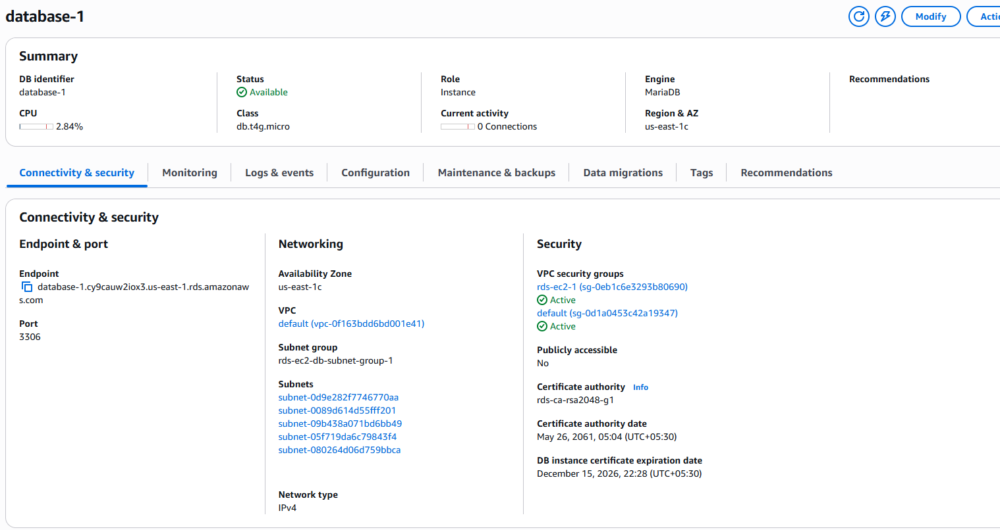 database-1
Modify
Acti
Summary
DB identifier
database-1
Status
Available
Role
Instance
Engine
MariaDB
Recommendations
CPU
2.84%
Class
db.t4g.micro
Current activity
0 Connections
Region & AZ
us-east-1c
Connectivity & security
Monitoring
Logs & events
Configuration
Maintenance & backups
Data migrations
Tags
Recommendations
Connectivity & security
Endpoint & port
Endpoint
database-1.cy9cauw2iox3.us-east-1.rds.amazonaw
s.com
Port
3306
Networking
Availability Zone
us-east-1c
VPC
default (vpc-0f163bdd6bd001e41)
Subnet group
rds-ec2-db-subnet-group-1
Subnets
subnet-0d9e282f7746770aa
subnet-0089d614d55fff201
subnet-09b438a071bd6bb49
subnet-05f719da6c79843f4
subnet-080264d06d759bbca
Network type
IPv4
Security
VPC security groups
rds-ec2-1 (sg-0eb1c6e3293b80690)
Active
default (sg-0d1a0453c42a19347)
Active
Publicly accessible
No
Certificate authority Info
rds-ca-rsa2048-g1
Certificate authority date
May 26, 2061, 05:04 (UTC+05:30)
DB instance certificate expiration date
December 15, 2026, 22:28 (UTC+05:30)